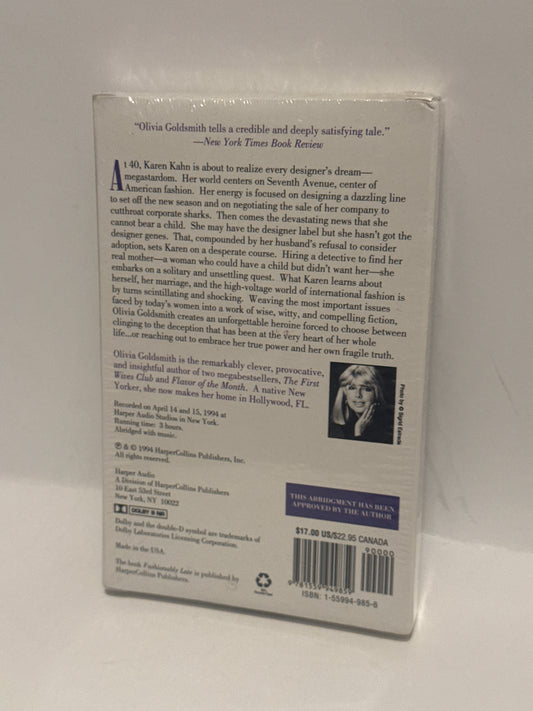 "Olivia Goldsmith tells a credible and deeply satisfying tale."
—New York Times Book Review
At 40, Karen Kahn is about to realize every designer's dream—
megastardom. Her world centers on Seventh Avenue, center of
American fashion. Her energy is focused on designing a dazzling line
to set off the new season and on negotiating the sale of her company to
cutthroat corporate sharks. Then comes the devastating news that she
cannot bear a child. She may have the designer label but she hasn't got the
designer genes. That, compounded by her husband's refusal to consider
adoption, sets Karen on a desperate course. Hiring a detective to find her
real mother—a woman who could have a child but didn't want her—she
embarks on a solitary and unsettling quest. What Karen learns about
herself, her marriage, and the high-voltage world of international fashion is
by turns scintillating and shocking. Weaving the most important issues
faced by today's women into a work of wise, witty, and compelling fiction,
Olivia Goldsmith creates an unforgettable heroine forced to choose between
clinging to the deception that has been at the very heart of her whole
life...or reaching out to embrace her true power and her own fragile truth.
Olivia Goldsmith is the remarkably clever, provocative,
and insightful author of two megabestsellers, The First
Wives Club and Flavor of the Month. A native New
Yorker, she now makes her home in Hollywood, FL.
Photo by © Sigrid Estrada
Recorded on April 14 and 15, 1994 at
Harper Audio Studios in New York.
Running time: 3 hours.
Abridged with music.
℗ & © 1994 HarperCollins Publishers, Inc.
All rights reserved.
Harper Audio
A Division of HarperCollins Publishers
10 East 53rd Street
New York, NY 10022
DOLBY B NR
Dolby and the double-D symbol are trademarks of
Dolby Laboratories Licensing Corporation.
Made in the USA.
The book Fashionably Late is published by
HarperCollins Publishers.
THIS ABRIDGMENT HAS BEEN
APPROVED BY THE AUTHOR
$17.00 US/$22.95 CANADA
90000
9 781559 949859
ISBN: 1-55994-985-6